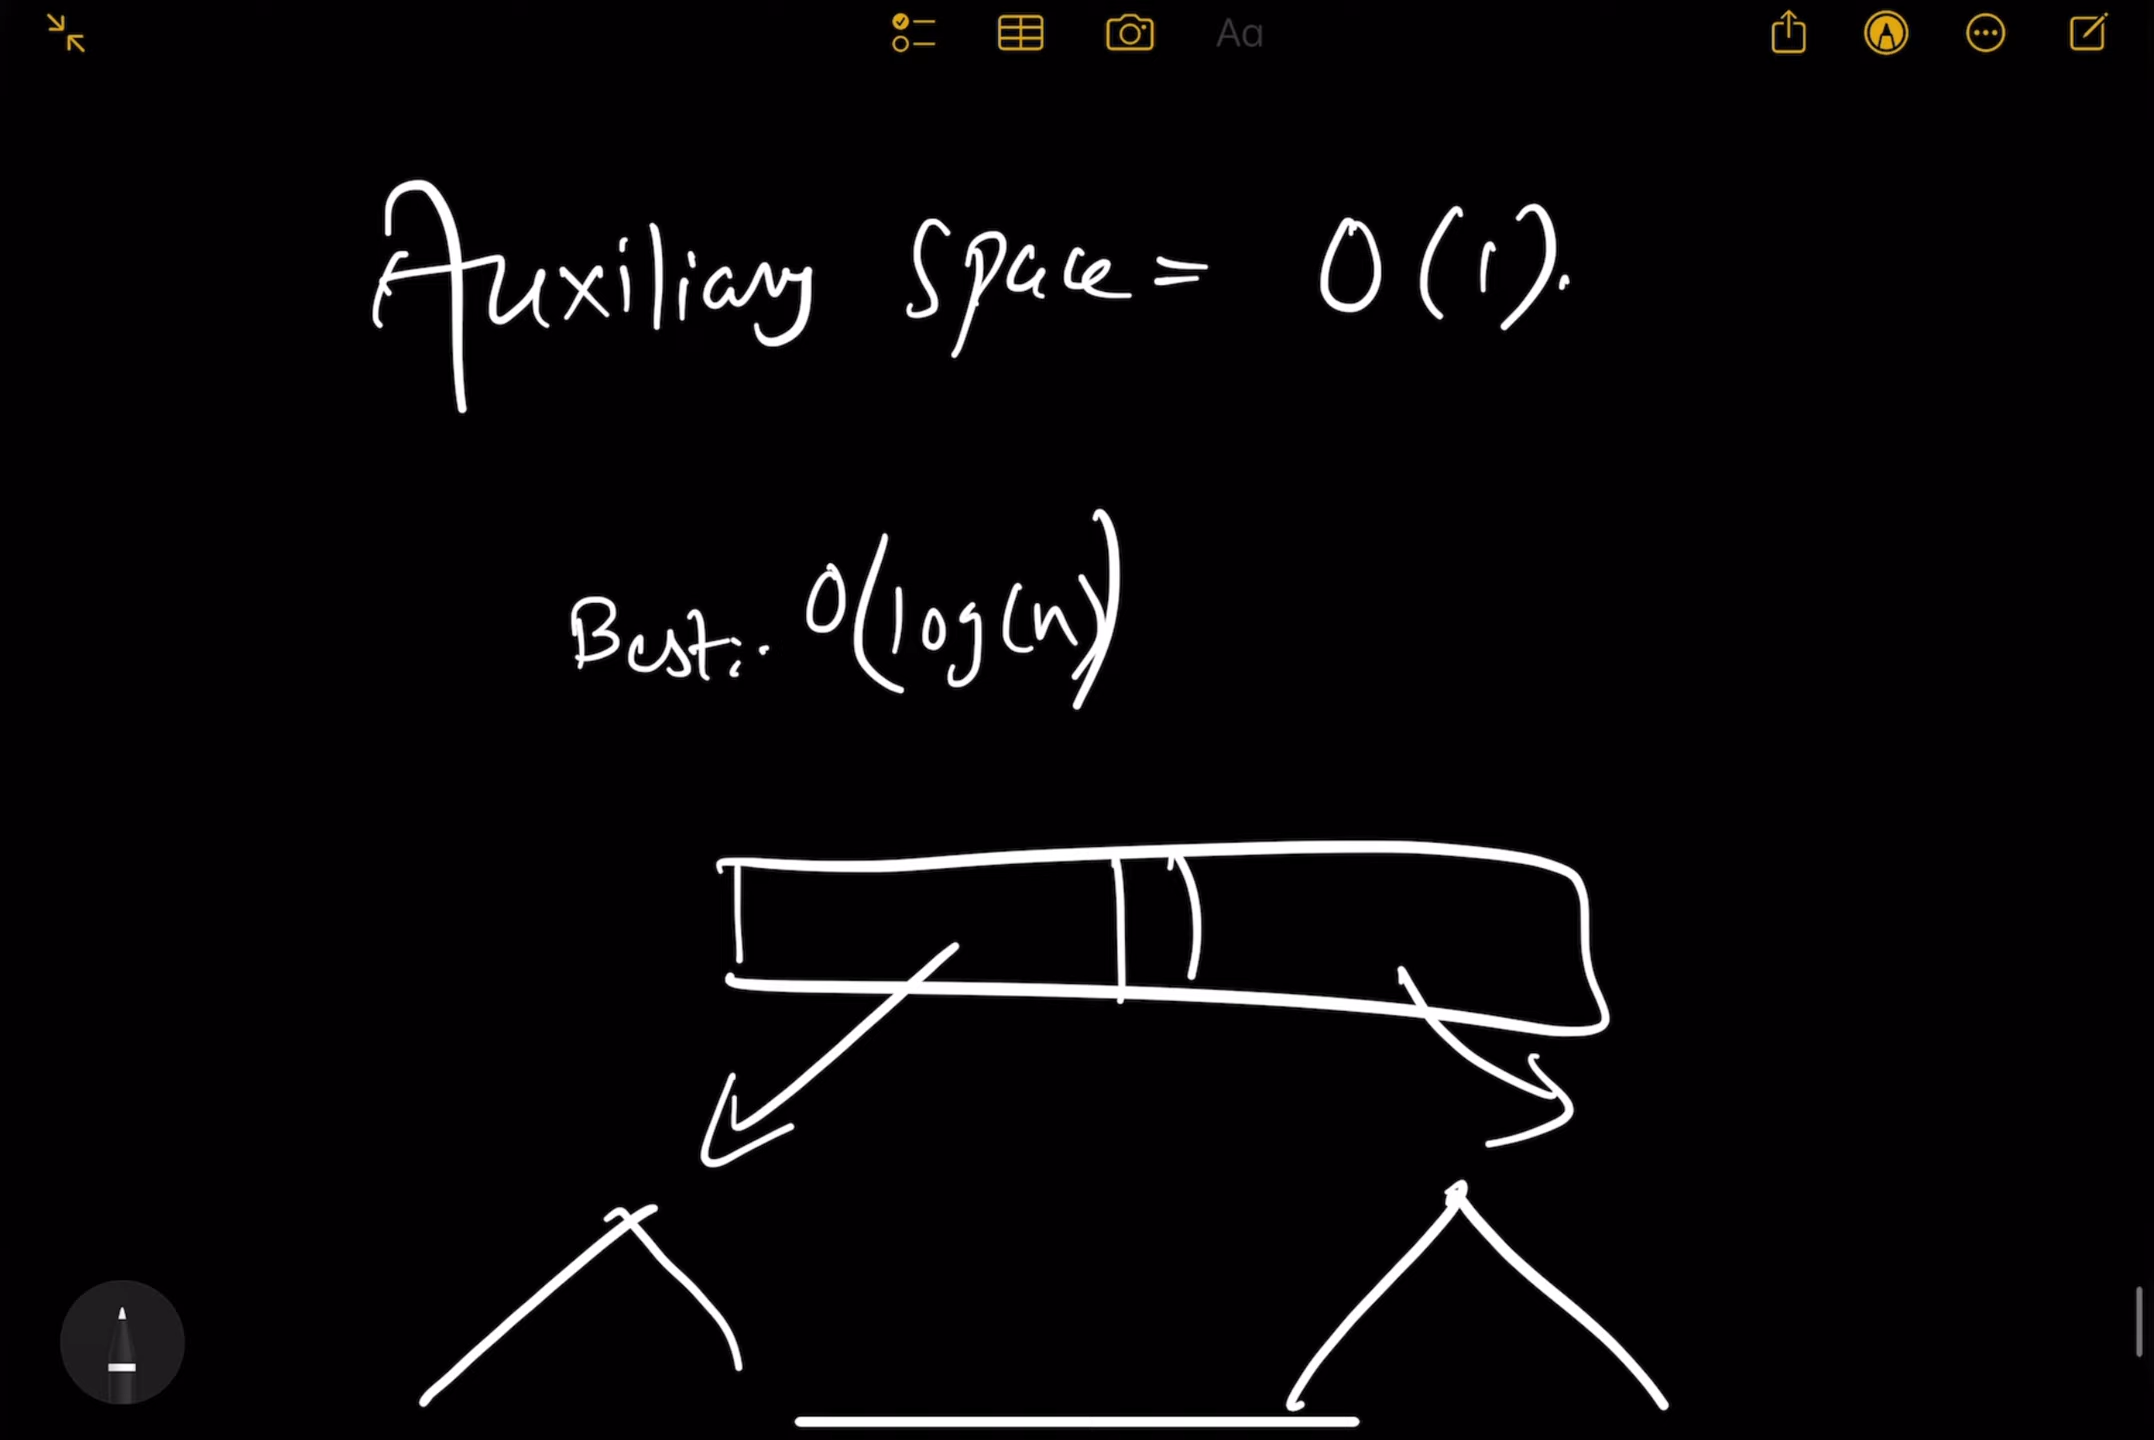 Aa
Auxiliary Space = O(1).
Best:. O(log(n))